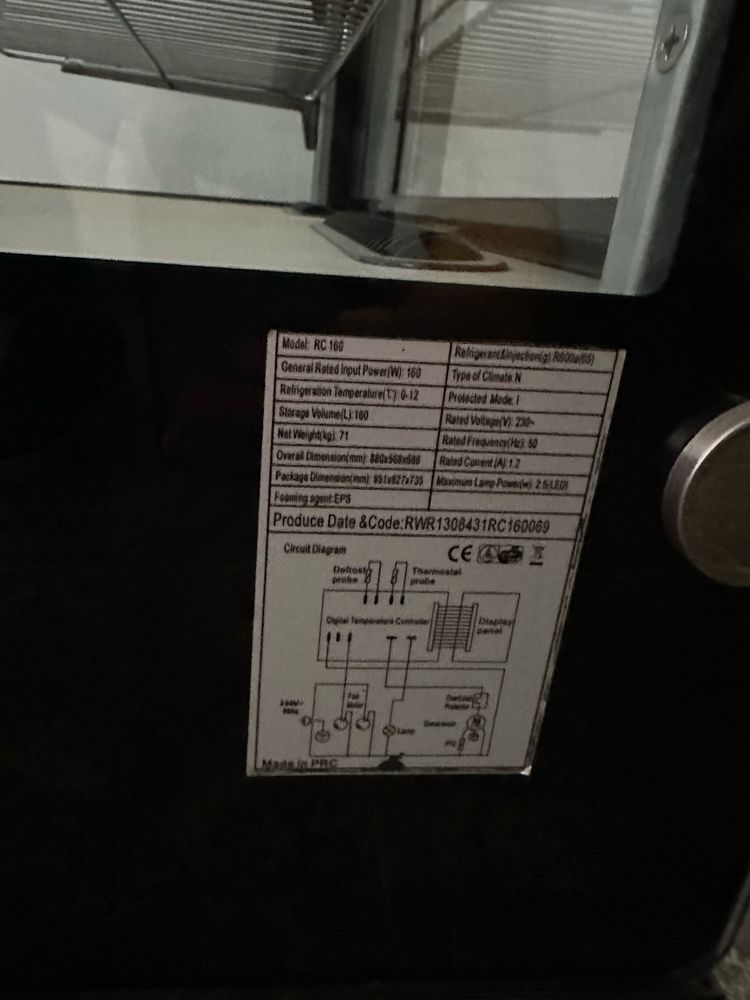 Model: RC 160
General Rated Input Power(W): 160
Refrigeration Temperature(℃): 0-12
Storage Volume(L): 160
Net Weight(kg): 71
Overall Dimension(mm): 880x568x686
Package Dimension(mm): 951x627x735
Foaming agent:EPS
Refrigerant&Injection(g): R600a(65)
Type of Climate: N
Protected Mode: I
Rated Voltage(V): 230~
Rated Frequency(Hz): 50
Rated Current (A): 1.2
Maximum Lamp Power(w): 2.5(LED)
Produce Date &Code:RWR1308431RC160069
Circuit Diagram
CE
Defrost probe
Thermostat probe
Digital Temperature Controller
Display panel
Fan Motor
Lamp
Overload Protector
Compressor
PTC
Made in PRC